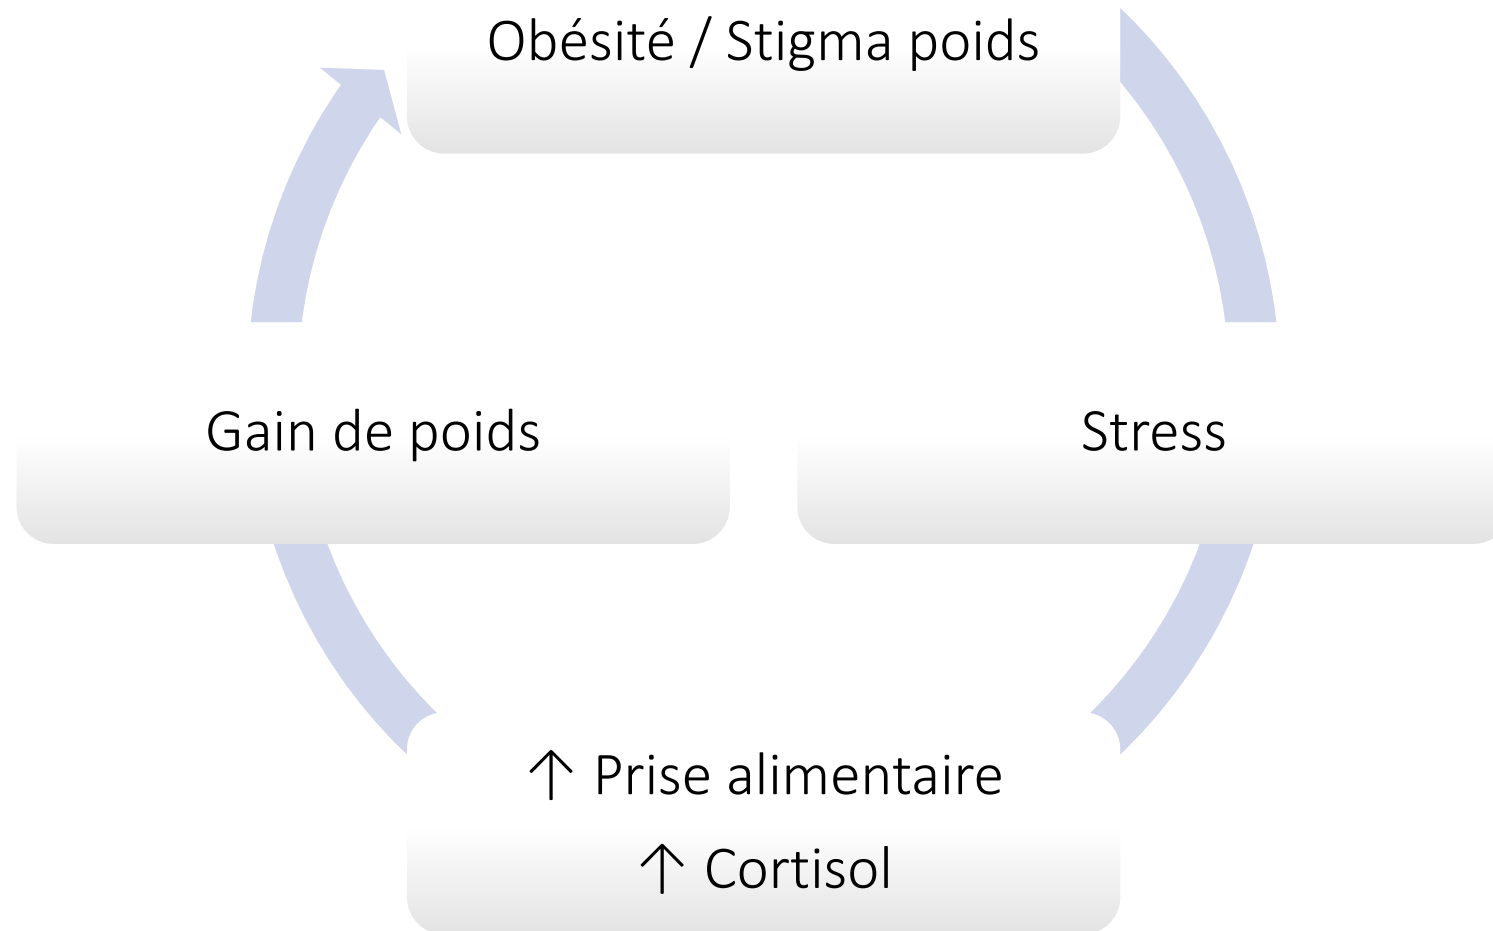 Obésité / Stigma poids
Gain de poids
Stress
↑ Prise alimentaire
↑ Cortisol